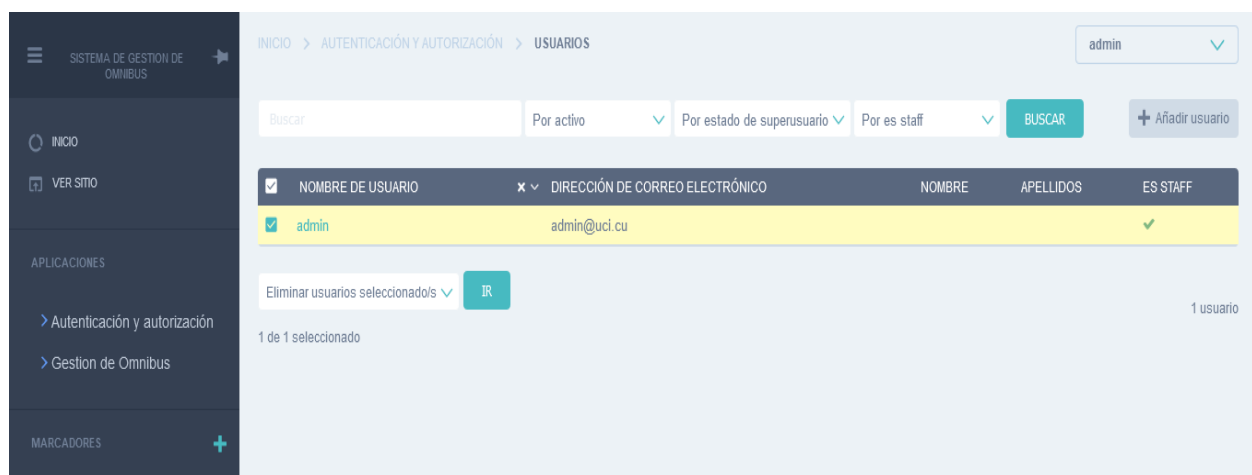 SISTEMA DE GESTION DE
OMNIBUS
INICIO
VER SITIO
APLICACIONES
Autenticación y autorización
Gestion de Omnibus
MARCADORES
INICIO > AUTENTICACIÓN Y AUTORIZACIÓN > USUARIOS
admin
Buscar Por activo Por estado de superusuario Por es staff BUSCAR Añadir usuario
NOMBRE DE USUARIO DIRECCIÓN DE CORREO ELECTRÓNICO NOMBRE APELLIDOS ES STAFF
admin admin@uci.cu
Eliminar usuarios seleccionado/s IR
1 usuario
1 de 1 seleccionado